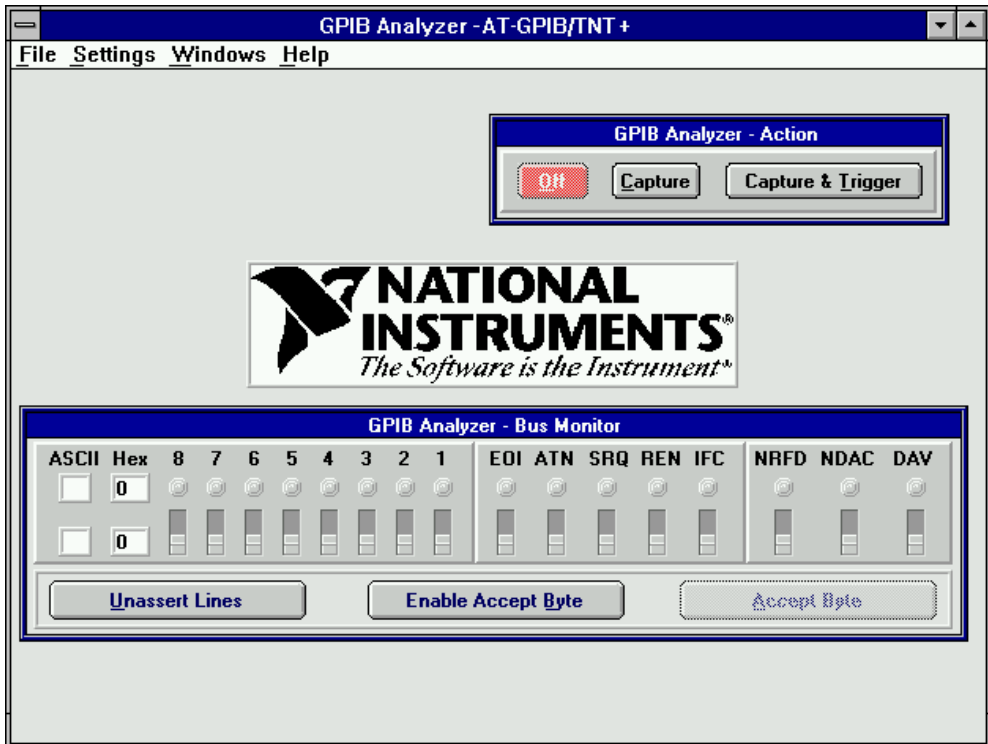 GPIB Analyzer -AT-GPIB/TNT +
File Settings Windows Help
GPIB Analyzer - Action
Off Capture Capture & Trigger
NATIONAL
INSTRUMENTS®
The Software is the Instrument®
GPIB Analyzer - Bus Monitor
ASCII Hex 8 7 6 5 4 3 2 1 EOI ATN SRQ REN IFC NRFD NDAC DAV
0
0
Unassert Lines Enable Accept Byte Accept Byte